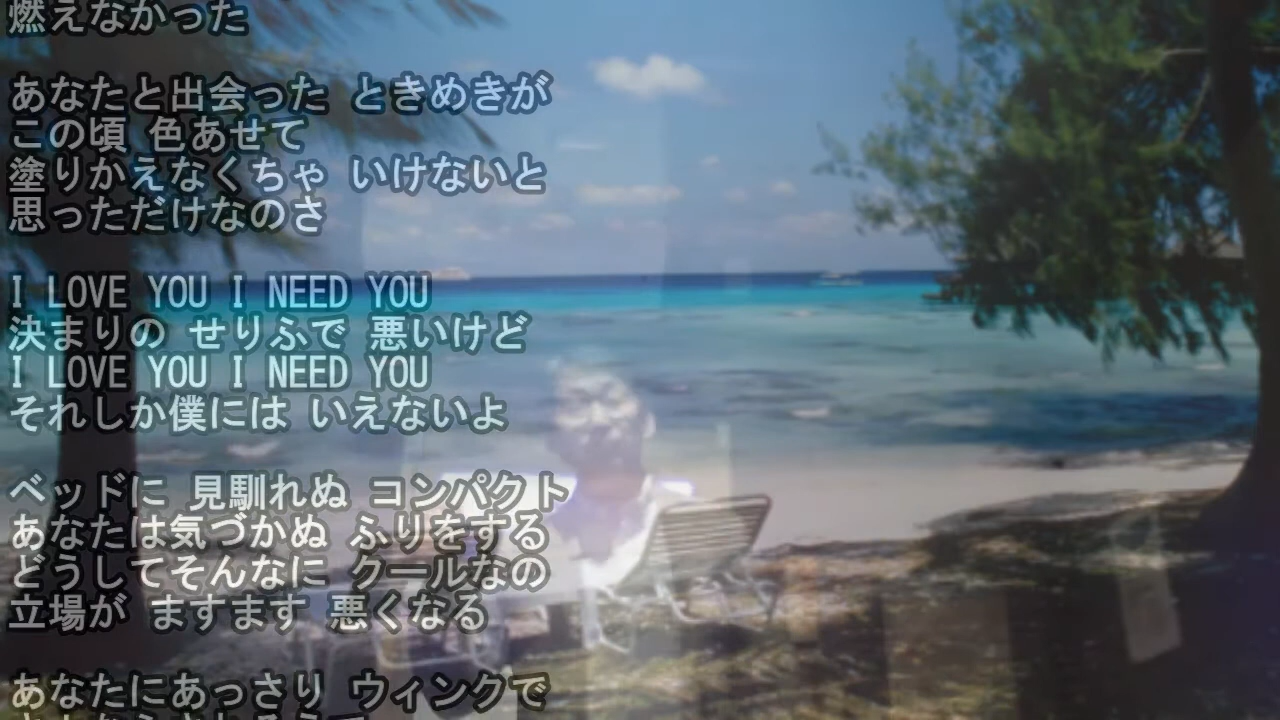 燃えなかった
あなたと出会った ときめきが
この頃 色あせて
塗りかえなくちゃ いけないと
思っただけなのさ
I LOVE YOU I NEED YOU
決まりの せりふで 悪いけど
I LOVE YOU I NEED YOU
それしか僕には いえないよ
ベッドに 見馴れぬ コンパクト
あなたは気づかぬ ふりをする
どうしてそんなに クールなの
立場が ますます 悪くなる
あなたにあっさり ウィンクで